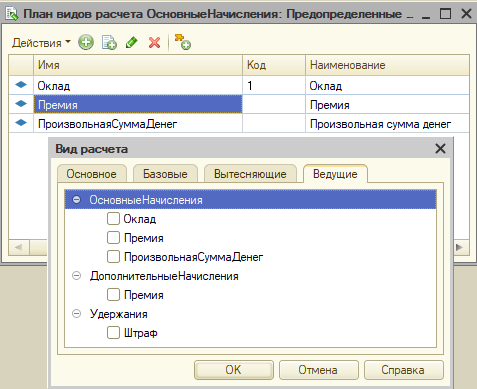 План видов расчета ОсновныеНачисления: Предопределенные ...
Действия
Имя Код Наименование
Оклад 1 Оклад
Премия Премия
ПроизвольнаяСуммаДенег Произвольная сумма денег
Вид расчета
Основное Базовые Вытесняющие Ведущие
ОсновныеНачисления
Оклад
Премия
ПроизвольнаяСуммаДенег
ДополнительныеНачисления
Премия
Удержания
Штраф
OK Отмена Справка